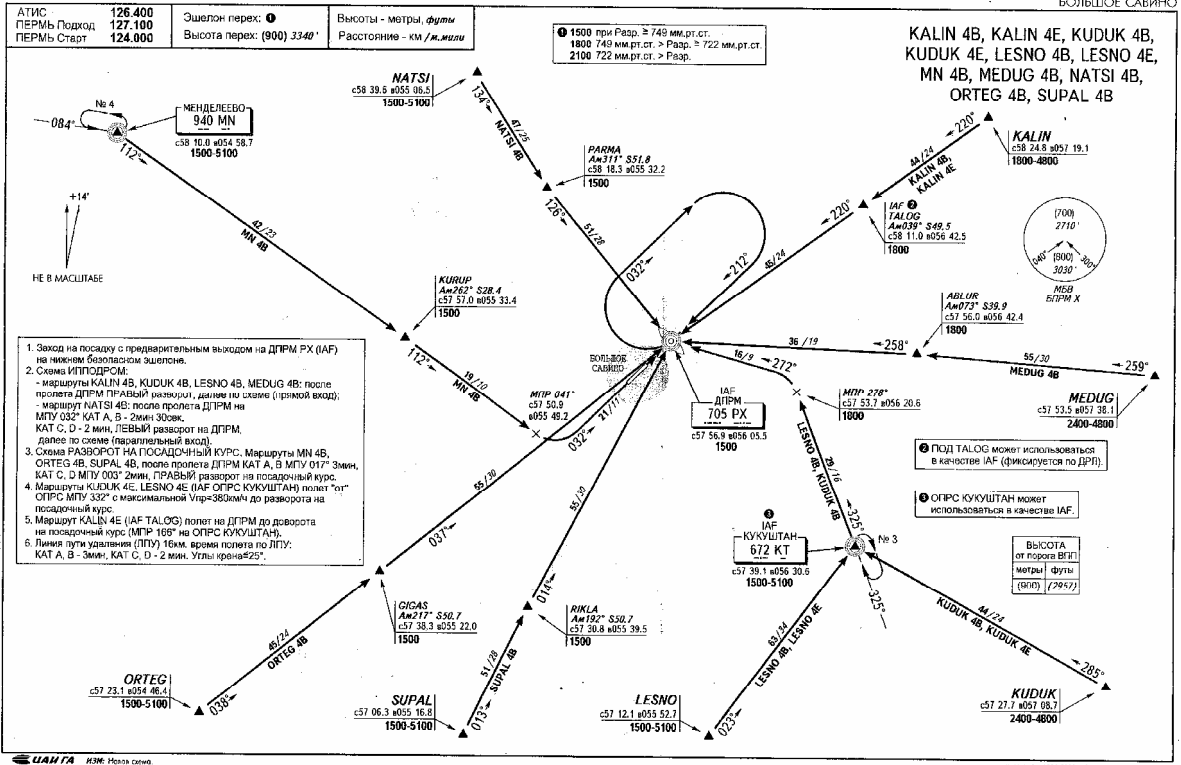 БОЛЬШОЕ САВИНО
АТИС 126.400
ПЕРМЬ Подход 127.100
ПЕРМЬ Старт 124.000
Эшелон перех: ❶
Высота перех: (900) 3340'
Высоты - метры, футы
Расстояние - км /м.мили
❶ 1500 при Разр. ≥ 749 мм.рт.ст.
1800 749 мм.рт.ст. > Разр. ≥ 722 мм.рт.ст.
2100 722 мм.рт.ст. > Разр.
KALIN 4B, KALIN 4E, KUDUK 4B,
KUDUK 4E, LESNO 4B, LESNO 4E,
MN 4B, MEDUG 4B, NATSI 4B,
ORTEG 4B, SUPAL 4B
NATSI
с58 39.6 в055 06.5
1500-5100
134°
47/25
NATSI 4B
№ 4
084°
МЕНДЕЛЕЕВО
940 MN
с58 10.0 в054 58.7
1500-5100
112°
+14'
НЕ В МАСШТАБЕ
42/23
MN 4B
PARMA
Ам311° S51.8
с58 18.3 в055 32.2
1500
126°
51/28
KALIN
с58 24.8 в057 19.1
1800-4800
220°
44/24
KALIN 4B,
KALIN 4E
IAF ❷
TALOG
Ам039° S49.5
с58 11.0 в056 42.5
1800
220°
45/24
(700)
2710'
040°
300°
(800)
3030'
МБВ
БПРМ X
032°
212°
KURUP
Ам262° S28.4
с57 57.0 в055 33.4
1500
112°
19/10
MN 4B
ABLUR
Ам073° S39.9
с57 56.0 в056 42.4
1800
258°
36 /19
55/30
MEDUG 4B
259°
MEDUG
с57 53.5 в057 38.1
2400-4800
1. Заход на посадку с предварительным выходом на ДПРМ PX (IAF)
на нижнем безопасном эшелоне.
2. Схема ИППОДРОМ:
- маршруты KALIN 4B, KUDUK 4B, LESNO 4B, MEDUG 4B: после
пролета ДПРМ ПРАВЫЙ разворот, далее по схеме (прямой вход);
- маршрут NATSI 4B: после пролета ДПРМ на
МПУ 032° КАТ А, В - 2мин 30сек,
КАТ С, D - 2 мин, ЛЕВЫЙ разворот на ДПРМ,
далее по схеме (параллельный вход).
3. Схема РАЗВОРОТ НА ПОСАДОЧНЫЙ КУРС. Маршруты MN 4B,
ORTEG 4B, SUPAL 4B, после пролета ДПРМ КАТ А, В МПУ 017° 3мин,
КАТ С, D МПУ 003° 2мин, ПРАВЫЙ разворот на посадочный курс.
4. Маршруты KUDUK 4E, LESNO 4E (IAF ОПРС КУКУШТАН) полет "от"
ОПРС МПУ 332° с максимальной Vпр=380км/ч до разворота на
посадочный курс.
5. Маршрут KALIN 4E (IAF TALOG) полет на ДПРМ до доворота
на посадочный курс (МПР 166° на ОПРС КУКУШТАН).
6. Линия пути удаления (ЛПУ) 16км. время полета по ЛПУ:
КАТ А, В - 3мин, КАТ С, D - 2 мин. Углы крена≤25°.
БОЛЬШОЕ
САВИНО
МПР 041°
с57 50.9
в055 49.2
032°
21/11
16/9
272°
IAF
ДПРМ
705 PX
с57 56.9 в056 05.5
1500
МПР 278°
с57 53.7 в056 20.6
1800
LESNO 4B, KUDUK 4B
29/16
❷ ПОД TALOG может использоваться
в качестве IAF (фиксируется по ДРЛ).
❸ ОПРС КУКУШТАН может
использоваться в качестве IAF.
❸
IAF
КУКУШТАН
672 KT
с57 39.1 в056 30.6
1500-5100
325°
№ 3
325°
ВЫСОТА
от порога ВПП
метры футы
(900) (2957)
55/30
037°
GIGAS
Ам217° S50.7
с57 38.3 в055 22.0
1500
45/24
ORTEG 4B
ORTEG
с57 23.1 в054 46.4
1500-5100
038°
55/30
014°
RIKLA
Ам192° S50.7
с57 30.8 в055 39.5
1500
51/28
SUPAL 4B
SUPAL
с57 06.3 в055 16.8
1500-5100
013°
63/34
LESNO 4B, LESNO 4E
LESNO
с57 12.1 в055 52.7
1500-5100
023°
44/24
KUDUK 4B, KUDUK 4E
285°
KUDUK
с57 27.7 в057 08.7
2400-4800
ЦАИ ГА ИЗМ: Новая схема.